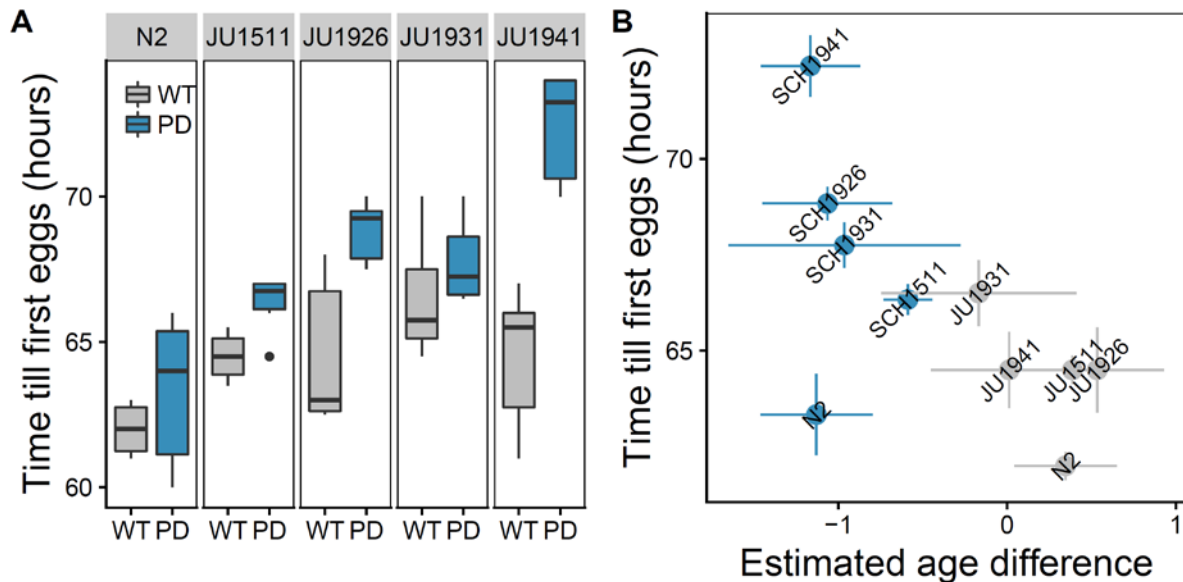 A
N2 JU1511 JU1926 JU1931 JU1941
WT
PD
Time till first eggs (hours)
70
65
60
WT PD WT PD WT PD WT PD WT PD
B
Time till first eggs (hours)
70
65
SCH1941
SCH1926
SCH1931
SCH1511
JU1931
JU1941
JU1511
JU1926
N2
N2
−1 0 1
Estimated age difference